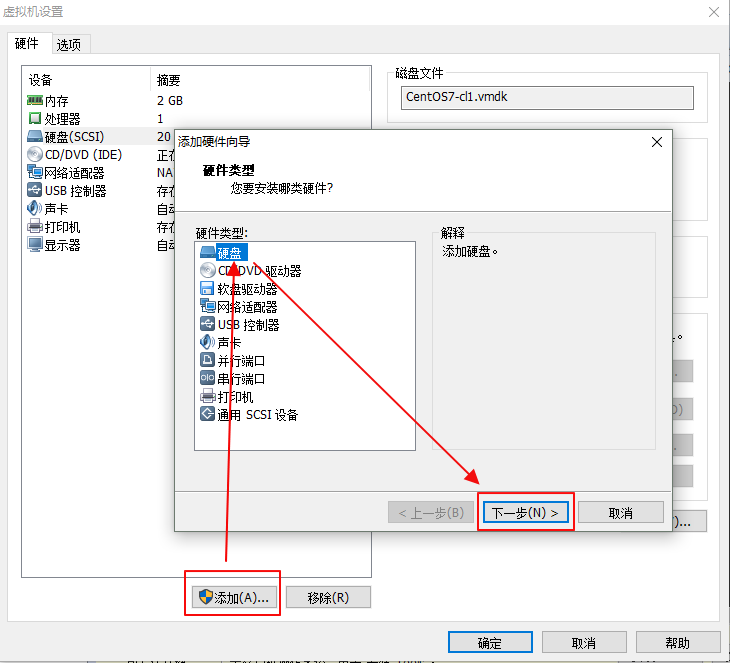 虚拟机设置
硬件 选项
设备 摘要
内存 2 GB
处理器 1
硬盘(SCSI) 20
CD/DVD (IDE) 正在
网络适配器 NA
USB 控制器 存在
声卡 自动
打印机 存在
显示器 自动
磁盘文件
CentOS7-cl1.vmdk
添加硬件向导
硬件类型
您要安装哪类硬件?
硬件类型:
硬盘
CD/DVD 驱动器
软盘驱动器
网络适配器
USB 控制器
声卡
并行端口
串行端口
打印机
通用 SCSI 设备
解释
添加硬盘。
< 上一步(B) 下一步(N) > 取消
添加(A)... 移除(R)
确定 取消 帮助